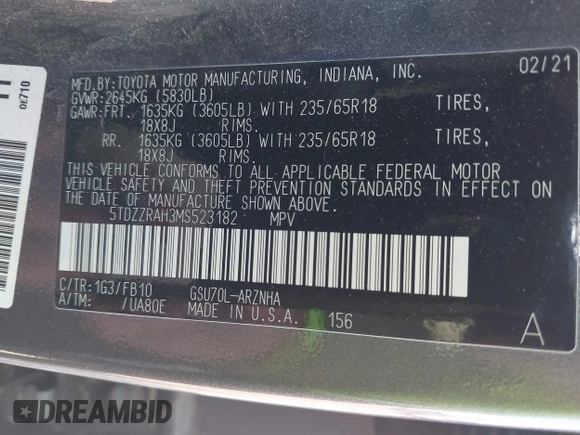 MFD.BY:TOYOTA MOTOR MANUFACTURING, INDIANA, INC. 02/21
GVWR:2645KG (5830LB)
GAWR:FRT. 1635KG (3605LB) WITH 235/65R18 TIRES,
18X8J RIMS.
RR. 1635KG (3605LB) WITH 235/65R18 TIRES,
18X8J RIMS.
THIS VEHICLE CONFORMS TO ALL APPLICABLE FEDERAL MOTOR
VEHICLE SAFETY AND THEFT PREVENTION STANDARDS IN EFFECT ON
THE DATE OF MANUFACTURE SHOWN ABOVE.
5TDZZRAH3MS523182 MPV
C/TR:1G3/FB10 GSU70L-ARZNHA
A/TM: /UA80E MADE IN U.S.A. 156 A
0E710
DREAMBID